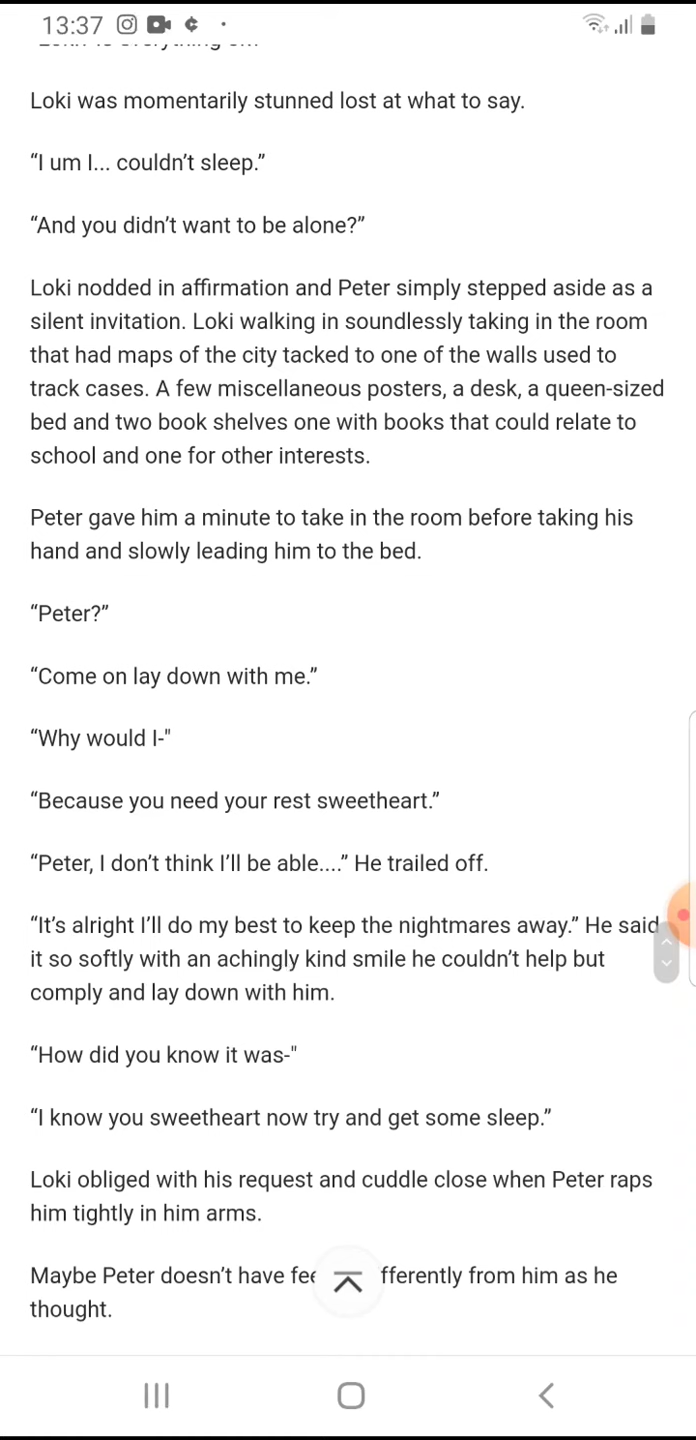 13:37
Loki was momentarily stunned lost at what to say.
“I um I... couldn’t sleep.”
“And you didn’t want to be alone?”
Loki nodded in affirmation and Peter simply stepped aside as a
silent invitation. Loki walking in soundlessly taking in the room
that had maps of the city tacked to one of the walls used to
track cases. A few miscellaneous posters, a desk, a queen-sized
bed and two book shelves one with books that could relate to
school and one for other interests.
Peter gave him a minute to take in the room before taking his
hand and slowly leading him to the bed.
“Peter?”
“Come on lay down with me.”
“Why would I-"
“Because you need your rest sweetheart.”
“Peter, I don’t think I’ll be able....” He trailed off.
“It’s alright I’ll do my best to keep the nightmares away.” He said
it so softly with an achingly kind smile he couldn’t help but
comply and lay down with him.
“How did you know it was-"
“I know you sweetheart now try and get some sleep.”
Loki obliged with his request and cuddle close when Peter raps
him tightly in him arms.
Maybe Peter doesn’t have fee fferently from him as he
thought.